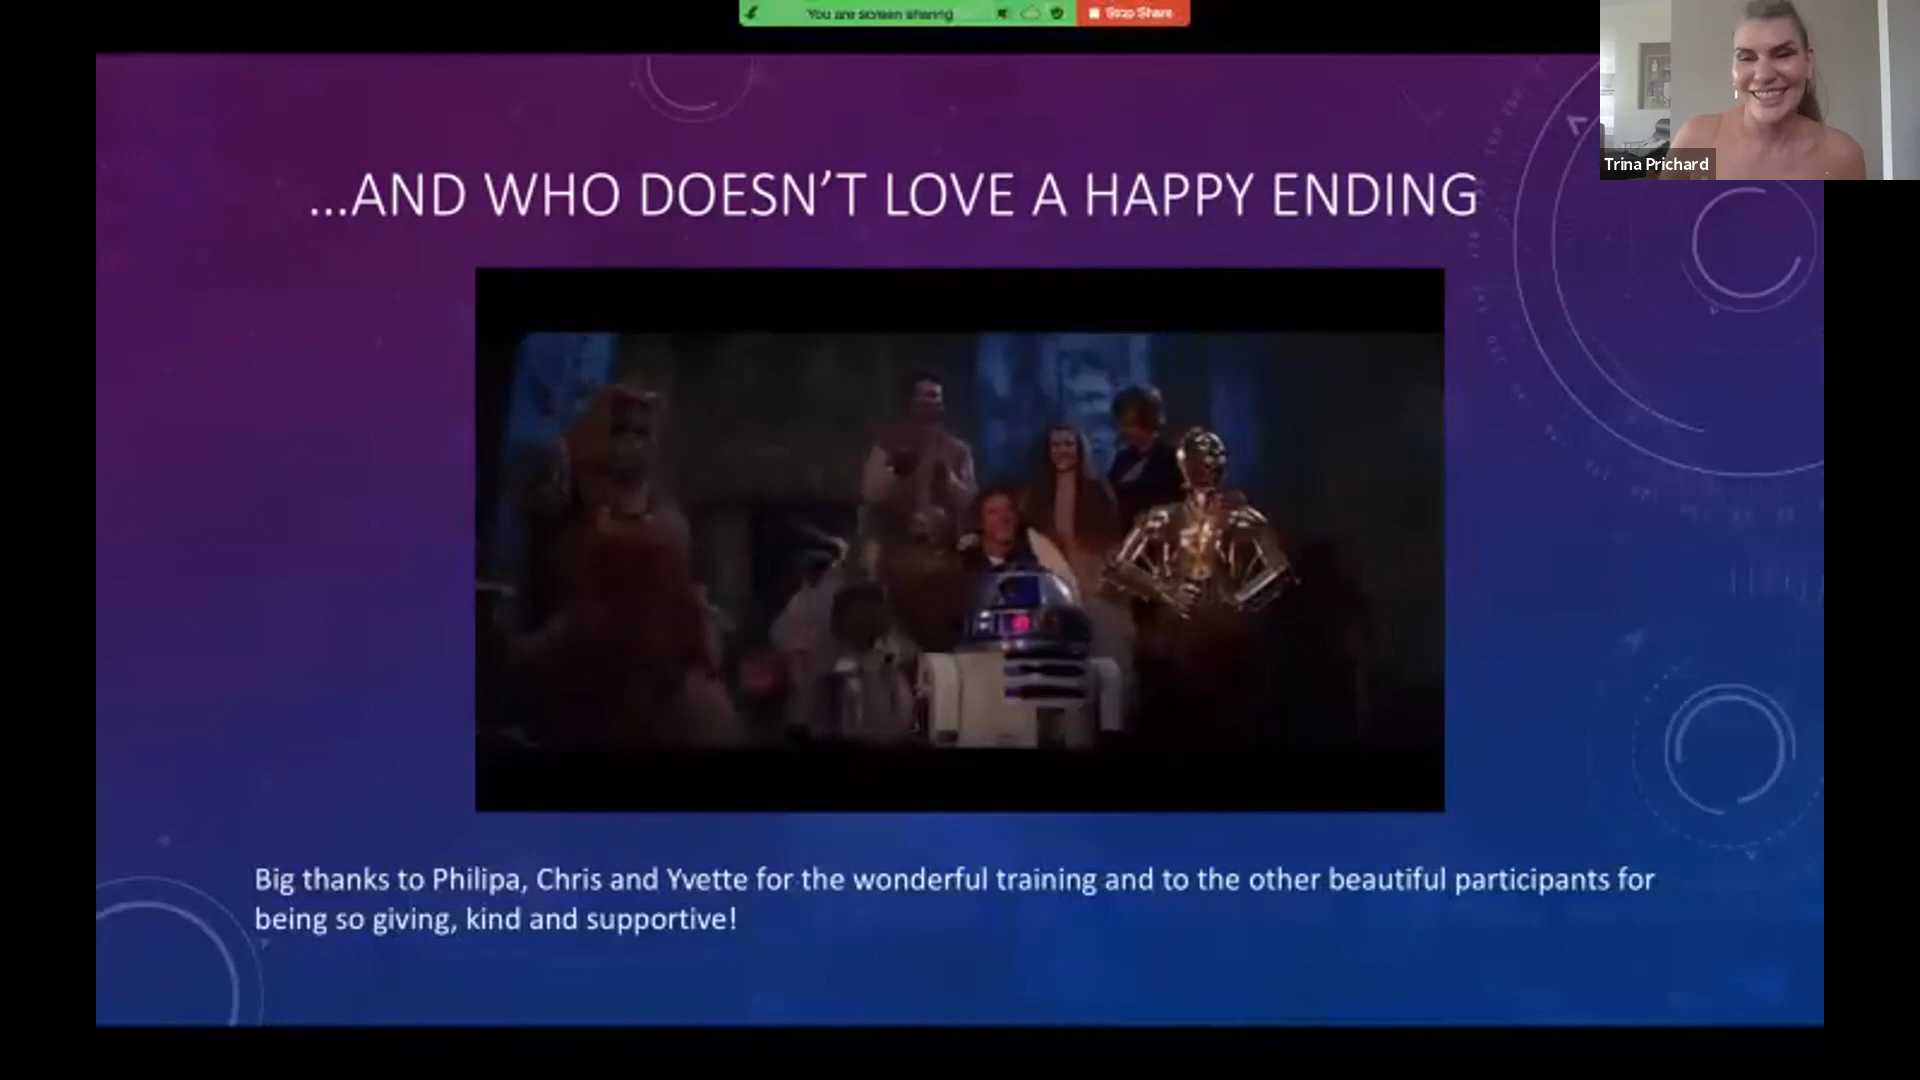 You are screen sharing
Stop Share
Trina Prichard
...AND WHO DOESN'T LOVE A HAPPY ENDING
Big thanks to Philipa, Chris and Yvette for the wonderful training and to the other beautiful participants for
being so giving, kind and supportive!